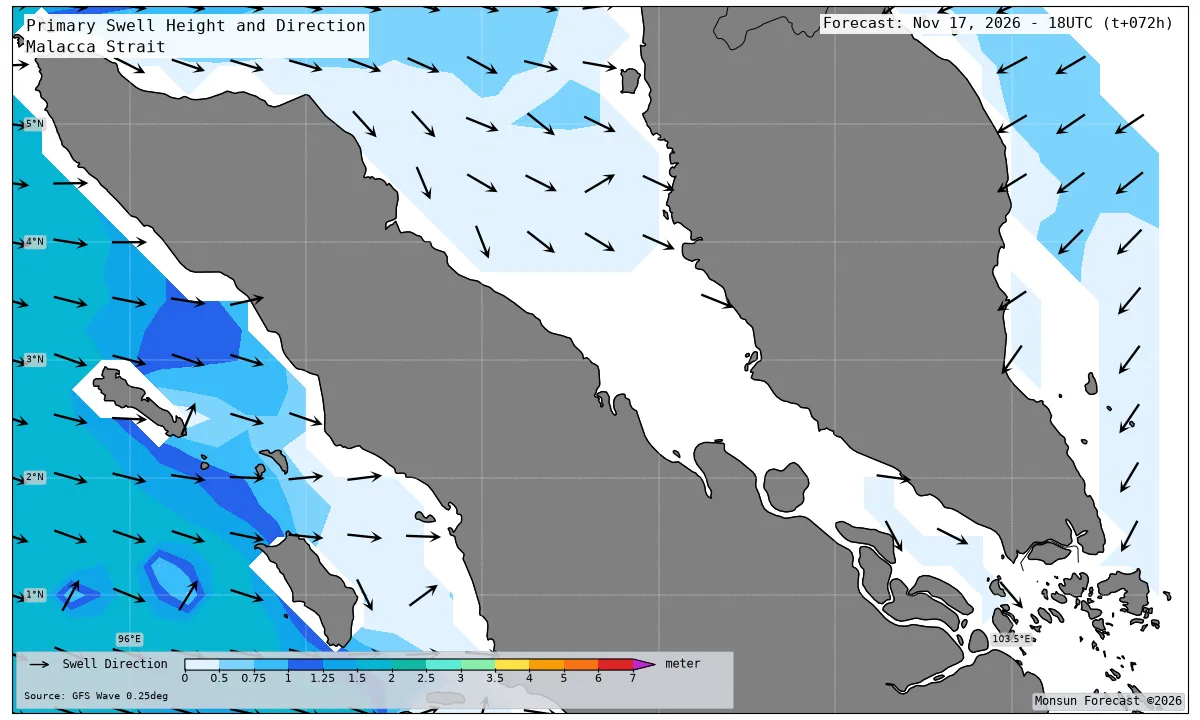 Primary Swell Height and Direction
Malacca Strait
Forecast: Nov 17, 2026 - 18UTC (t+072h)
5°N
4°N
3°N
2°N
1°N
96°E
103.5°E
Swell Direction
meter
0 0.5 0.75 1 1.25 1.5 2 2.5 3 3.5 4 5 6 7
Source: GFS Wave 0.25deg
Monsun Forecast ©2026